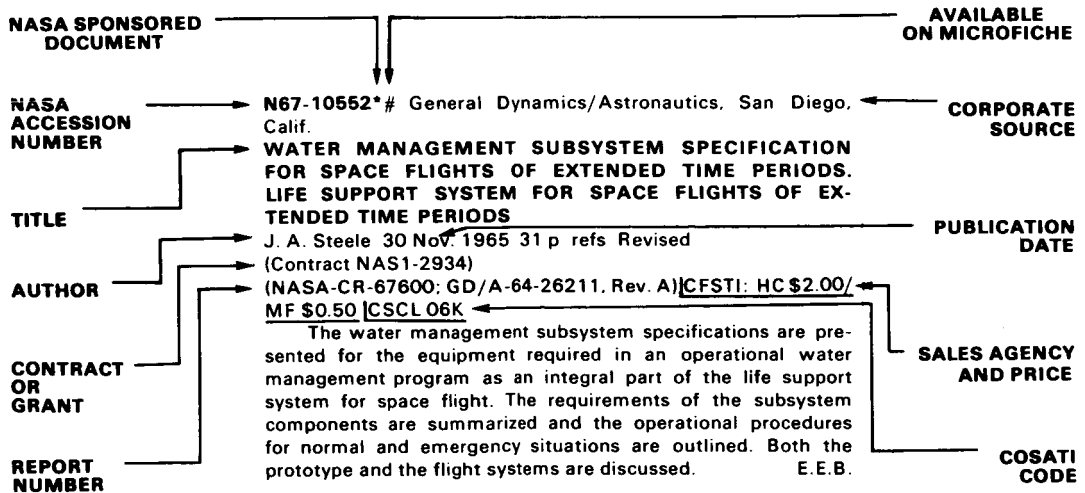 NASA SPONSORED
DOCUMENT
AVAILABLE
ON MICROFICHE
NASA
ACCESSION
NUMBER
N67-10552*# General Dynamics/Astronautics, San Diego,
Calif.
CORPORATE
SOURCE
WATER MANAGEMENT SUBSYSTEM SPECIFICATION
FOR SPACE FLIGHTS OF EXTENDED TIME PERIODS.
LIFE SUPPORT SYSTEM FOR SPACE FLIGHTS OF EX-
TENDED TIME PERIODS
TITLE
J. A. Steele 30 Nov. 1965 31 p refs Revised
PUBLICATION
DATE
(Contract NAS1-2934)
AUTHOR
(NASA-CR-67600; GD/A-64-26211, Rev. A) CFSTI: HC $2.00/
MF $0.50 CSCL 06K
The water management subsystem specifications are pre-
sented for the equipment required in an operational water
management program as an integral part of the life support
system for space flight. The requirements of the subsystem
components are summarized and the operational procedures
for normal and emergency situations are outlined. Both the
prototype and the flight systems are discussed. E.E.B.
CONTRACT
OR
GRANT
SALES AGENCY
AND PRICE
REPORT
NUMBER
COSATI
CODE